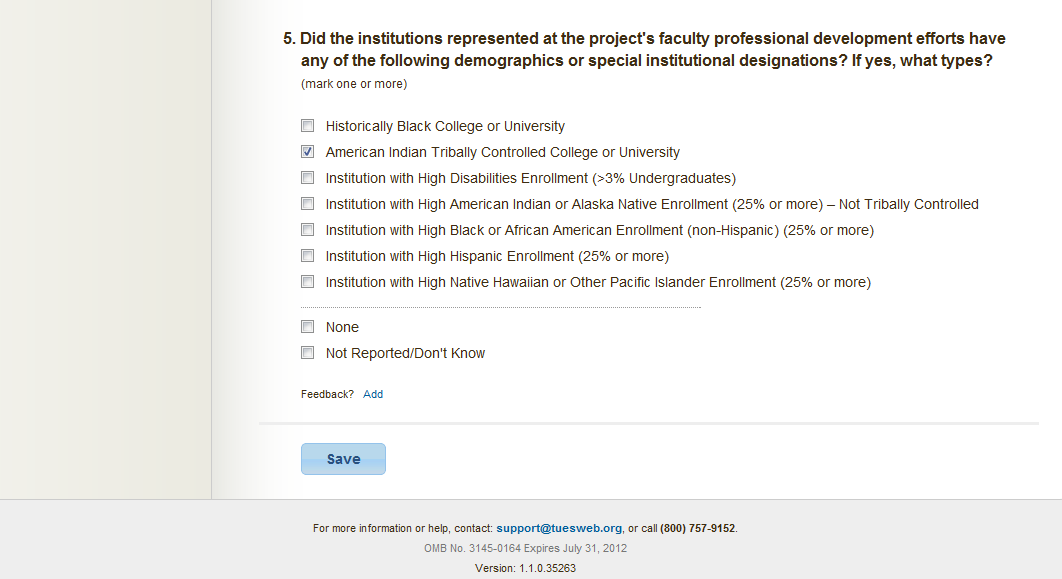 5. Did the institutions represented at the project's faculty professional development efforts have
any of the following demographics or special institutional designations? If yes, what types?
(mark one or more)
Historically Black College or University
American Indian Tribally Controlled College or University
Institution with High Disabilities Enrollment (>3% Undergraduates)
Institution with High American Indian or Alaska Native Enrollment (25% or more) – Not Tribally Controlled
Institution with High Black or African American Enrollment (non-Hispanic) (25% or more)
Institution with High Hispanic Enrollment (25% or more)
Institution with High Native Hawaiian or Other Pacific Islander Enrollment (25% or more)
None
Not Reported/Don't Know
Feedback? Add
Save
For more information or help, contact: support@tuesweb.org, or call (800) 757-9152.
OMB No. 3145-0164 Expires July 31, 2012
Version: 1.1.0.35263